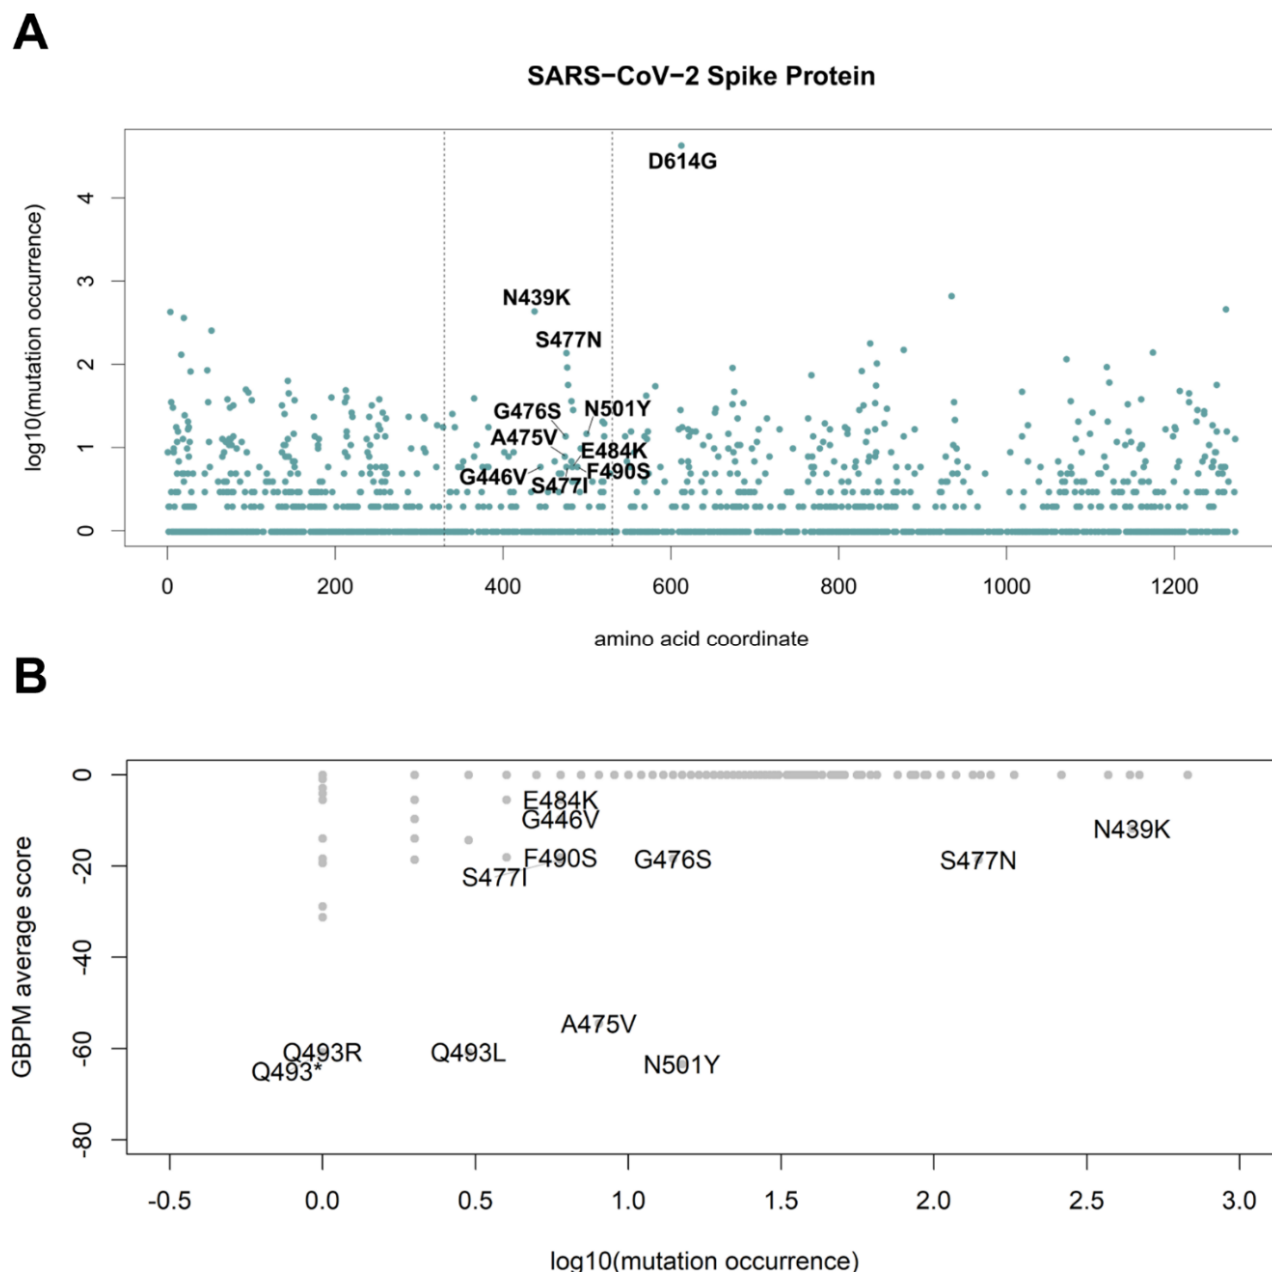 A
SARS−CoV−2 Spike Protein
log10(mutation occurrence)
4
3
2
1
0
D614G
N439K
S477N
G476S
N501Y
A475V
E484K
G446V
F490S
S477I
0 200 400 600 800 1000 1200
amino acid coordinate
B
GBPM average score
0
-20
-40
-60
-80
E484K
G446V
N439K
F490S
G476S
S477N
S477I
A475V
Q493R
Q493L
N501Y
Q493*
-0.5 0.0 0.5 1.0 1.5 2.0 2.5 3.0
log10(mutation occurrence)